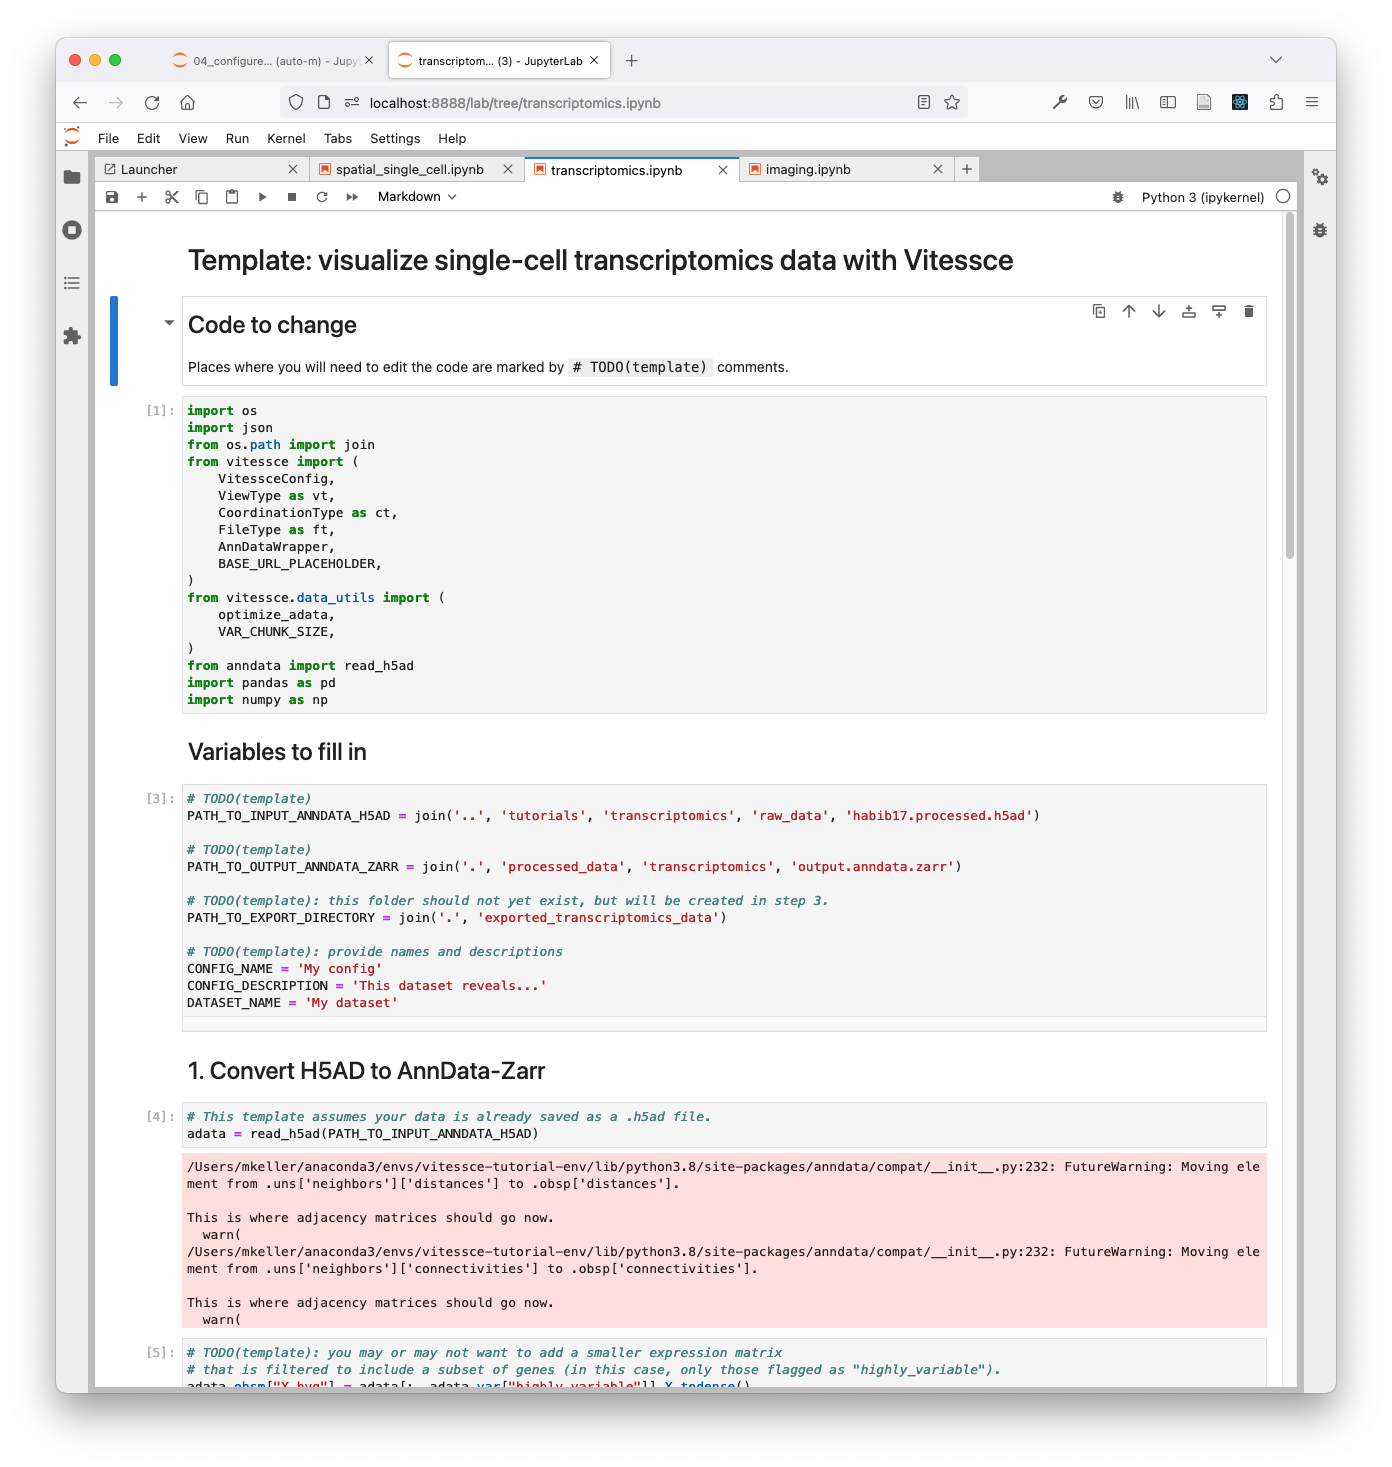 04_configure... (auto-m) - Jupyt
transcriptom... (3) - JupyterLab
localhost:8888/lab/tree/transcriptomics.ipynb
File Edit View Run Kernel Tabs Settings Help
Launcher spatial_single_cell.ipynb transcriptomics.ipynb imaging.ipynb
Markdown Python 3 (ipykernel)
Template: visualize single-cell transcriptomics data with Vitessce
Code to change
Places where you will need to edit the code are marked by # TODO(template) comments.
[1]: import os
import json
from os.path import join
from vitessce import (
    VitessceConfig,
    ViewType as vt,
    CoordinationType as ct,
    FileType as ft,
    AnnDataWrapper,
    BASE_URL_PLACEHOLDER,
)
from vitessce.data_utils import (
    optimize_adata,
    VAR_CHUNK_SIZE,
)
from anndata import read_h5ad
import pandas as pd
import numpy as np
Variables to fill in
[3]: # TODO(template)
PATH_TO_INPUT_ANNDATA_H5AD = join('..', 'tutorials', 'transcriptomics', 'raw_data', 'habib17.processed.h5ad')
# TODO(template)
PATH_TO_OUTPUT_ANNDATA_ZARR = join('.', 'processed_data', 'transcriptomics', 'output.anndata.zarr')
# TODO(template): this folder should not yet exist, but will be created in step 3.
PATH_TO_EXPORT_DIRECTORY = join('.', 'exported_transcriptomics_data')
# TODO(template): provide names and descriptions
CONFIG_NAME = 'My config'
CONFIG_DESCRIPTION = 'This dataset reveals...'
DATASET_NAME = 'My dataset'
1. Convert H5AD to AnnData-Zarr
[4]: # This template assumes your data is already saved as a .h5ad file.
adata = read_h5ad(PATH_TO_INPUT_ANNDATA_H5AD)
/Users/mkeller/anaconda3/envs/vitessce-tutorial-env/lib/python3.8/site-packages/anndata/compat/__init__.py:232: FutureWarning: Moving ele
ment from .uns['neighbors']['distances'] to .obsp['distances'].
This is where adjacency matrices should go now.
  warn(
/Users/mkeller/anaconda3/envs/vitessce-tutorial-env/lib/python3.8/site-packages/anndata/compat/__init__.py:232: FutureWarning: Moving ele
ment from .uns['neighbors']['connectivities'] to .obsp['connectivities'].
This is where adjacency matrices should go now.
  warn(
[5]: # TODO(template): you may or may not want to add a smaller expression matrix
# that is filtered to include a subset of genes (in this case, only those flagged as "highly_variable").
adata.obsm["X_hvg"] = adata[:, adata.var["highly_variable"]].X.todense()